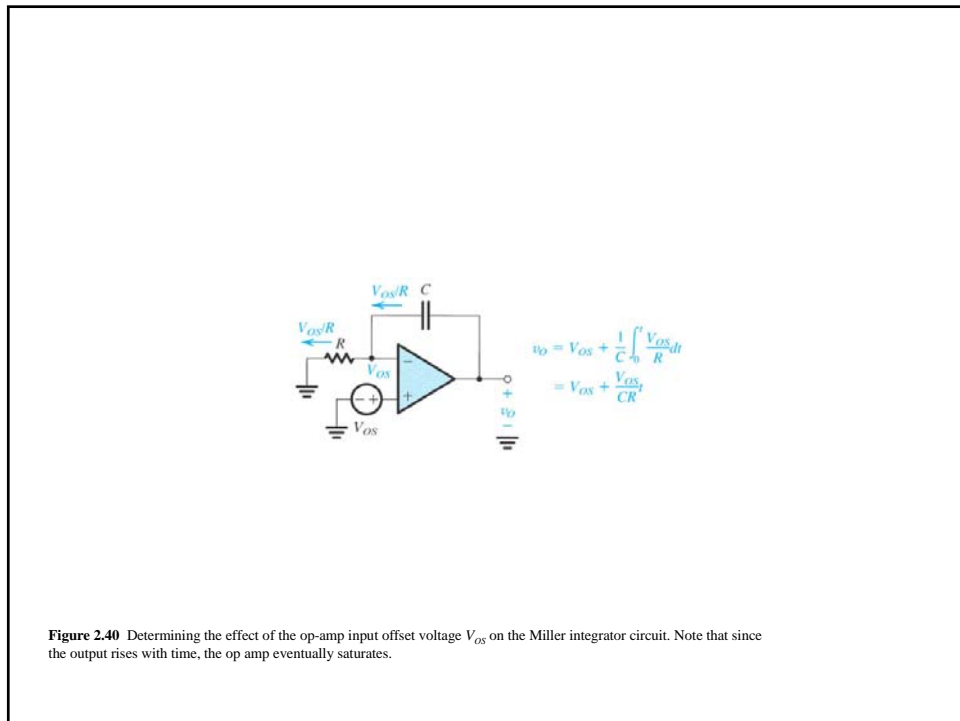 V_OS/R C
V_OS/R
R
V_OS
−
+
− +
V_OS
+
v_O
−
v_O = V_OS + 1/C ∫_0^t V_OS/R dt
= V_OS + V_OS/CR t
Figure 2.40 Determining the effect of the op-amp input offset voltage V_OS on the Miller integrator circuit. Note that since
the output rises with time, the op amp eventually saturates.